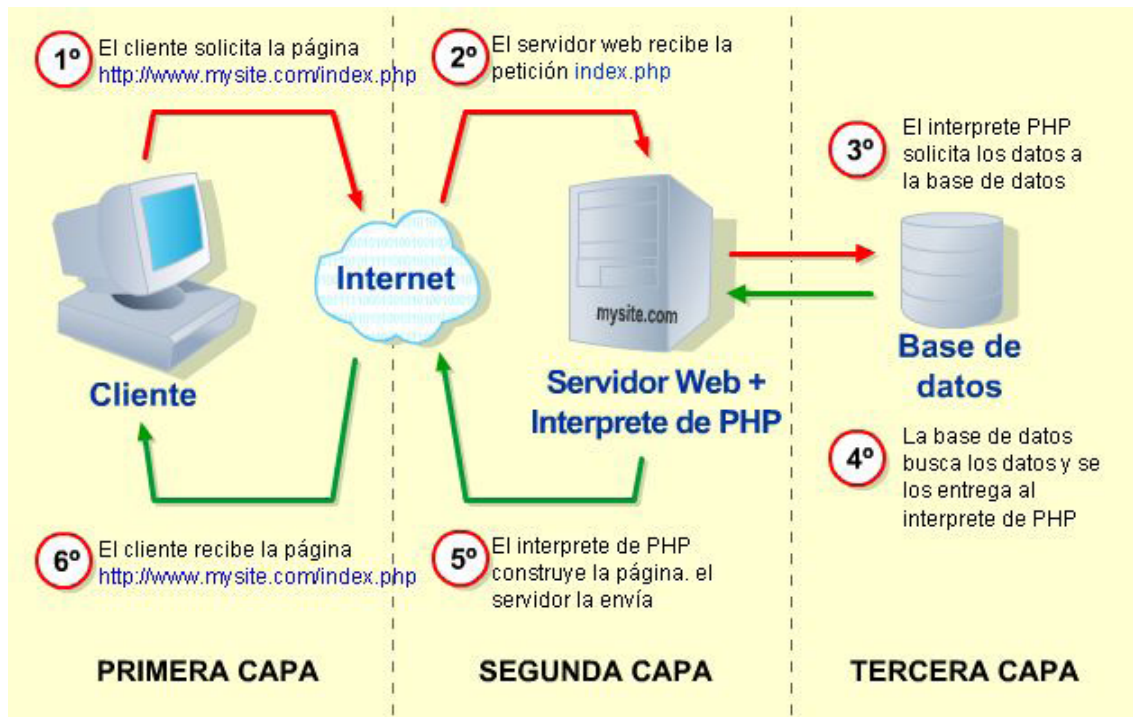 1º
El cliente solicita la página
http://www.mysite.com/index.php
2º
El servidor web recibe la
petición index.php
3º
El interprete PHP
solicita los datos a
la base de datos
Internet
mysite.com
Cliente
Servidor Web +
Interprete de PHP
Base de
datos
4º
La base de datos
busca los datos y se
los entrega al
interprete de PHP
5º
El interprete de PHP
construye la página. el
servidor la envía
6º
El cliente recibe la página
http://www.mysite.com/index.php
PRIMERA CAPA
SEGUNDA CAPA
TERCERA CAPA